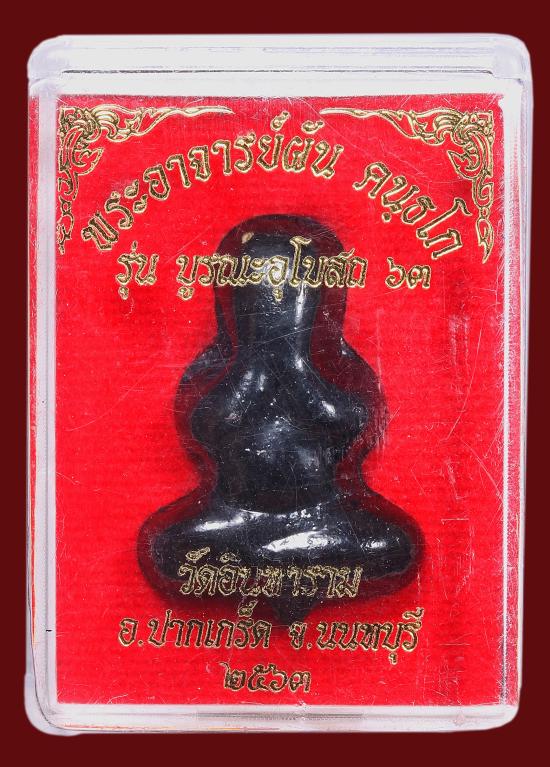 พระอาจารย์ผัน คนฺธโก
รุ่น บูรณะอุโบสถ ๖๓
วัดอินทาราม
อ.ปากเกร็ด จ.นนทบุรี
๒๕๖๓